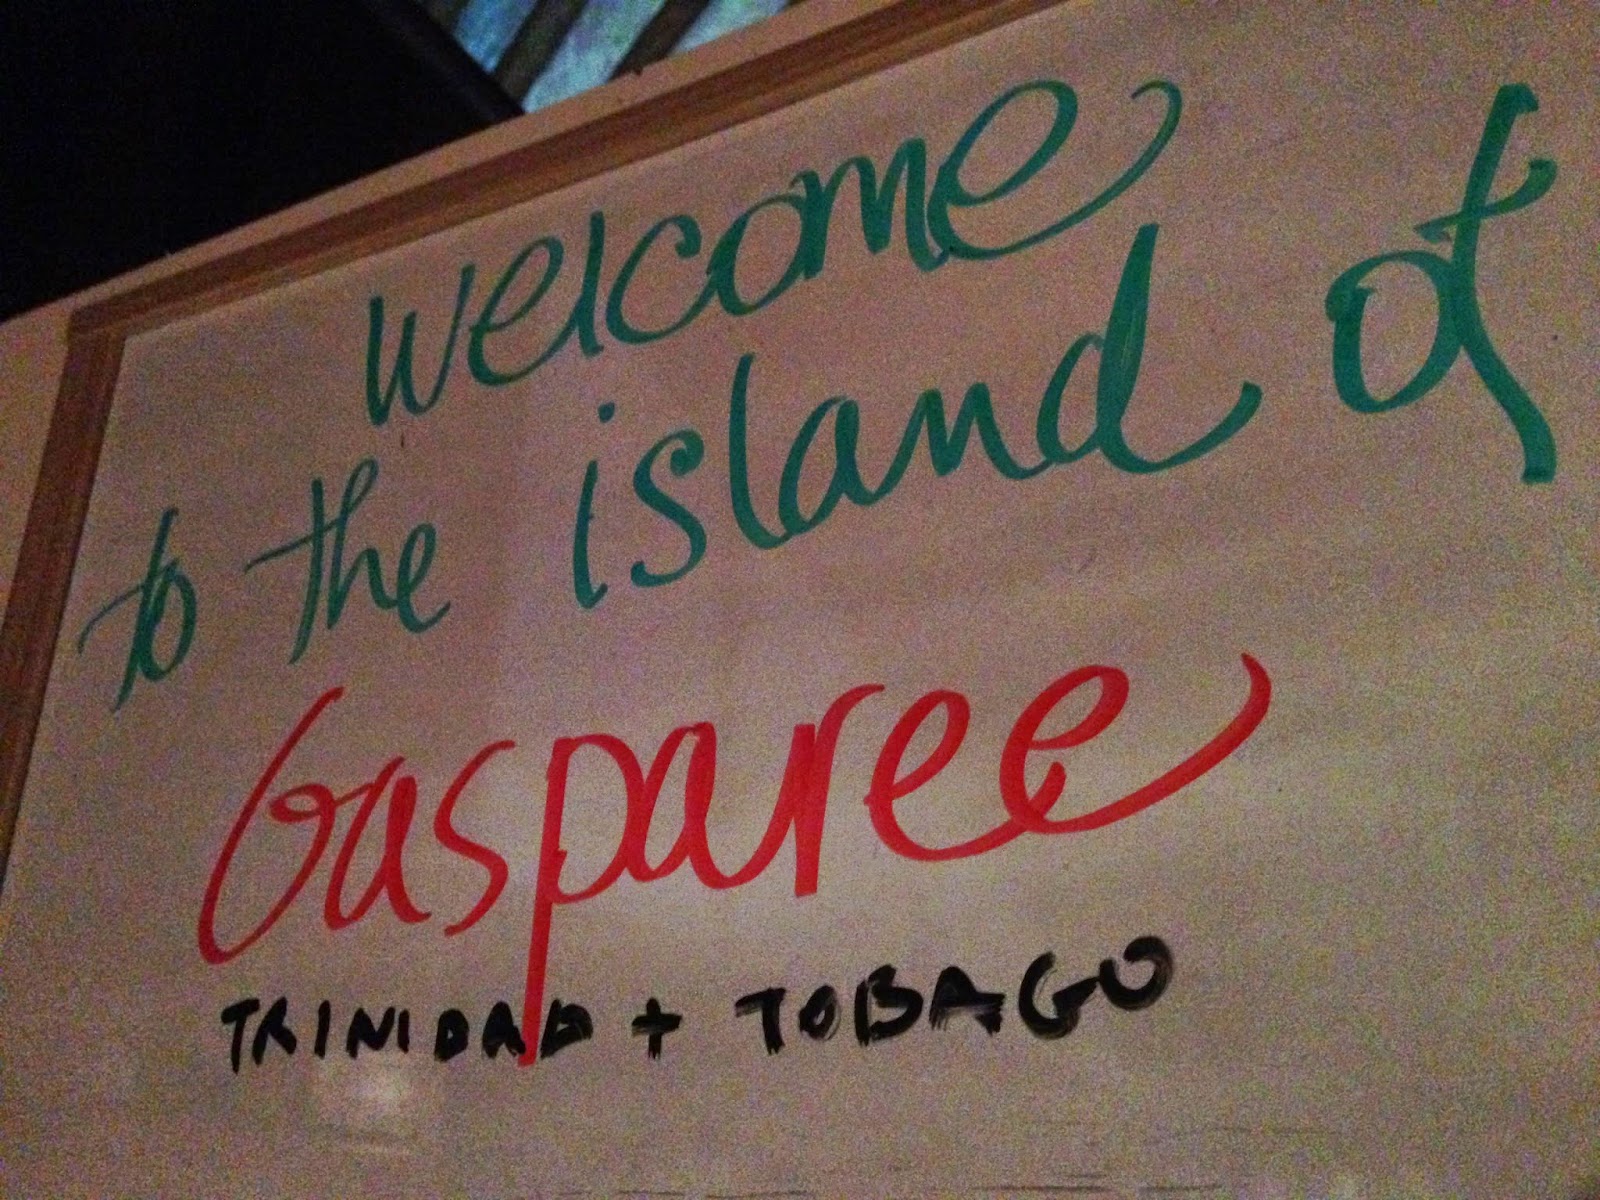 welcome
to the island of
Gasparee
TRINIDAD + TOBAGO